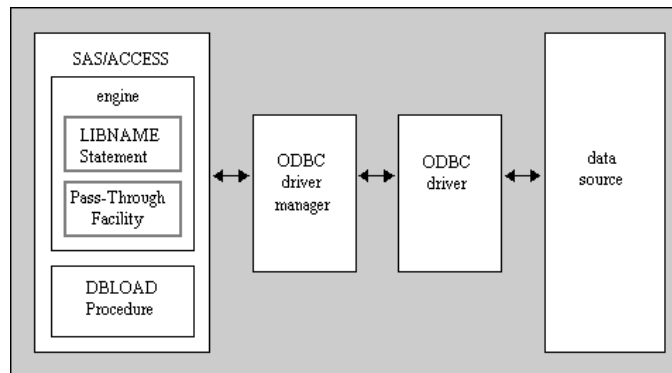 SAS/ACCESS
engine
LIBNAME
Statement
Pass-Through
Facility
DBLOAD
Procedure
ODBC
driver
manager
ODBC
driver
data
source